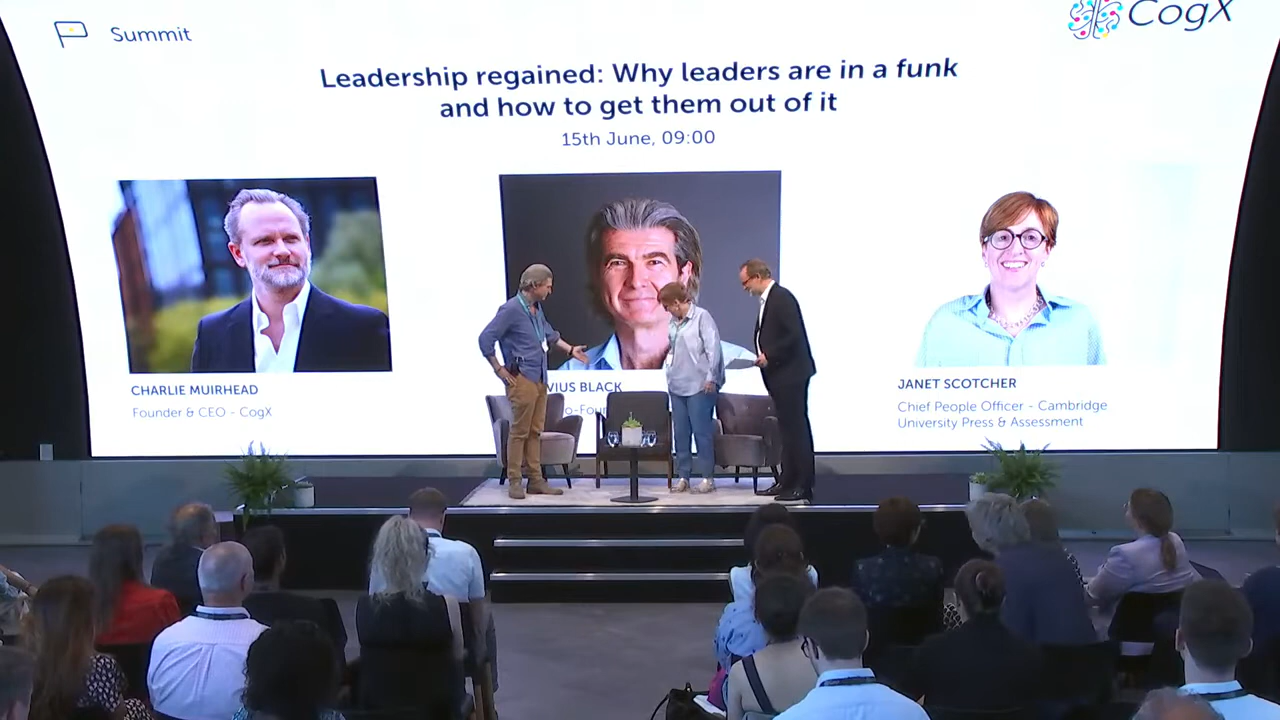 Summit
CogX
Leadership regained: Why leaders are in a funk
and how to get them out of it
15th June, 09:00
CHARLIE MUIRHEAD
Founder & CEO - CogX
BLACK
JANET SCOTCHER
Chief People Officer - Cambridge
University Press & Assessment